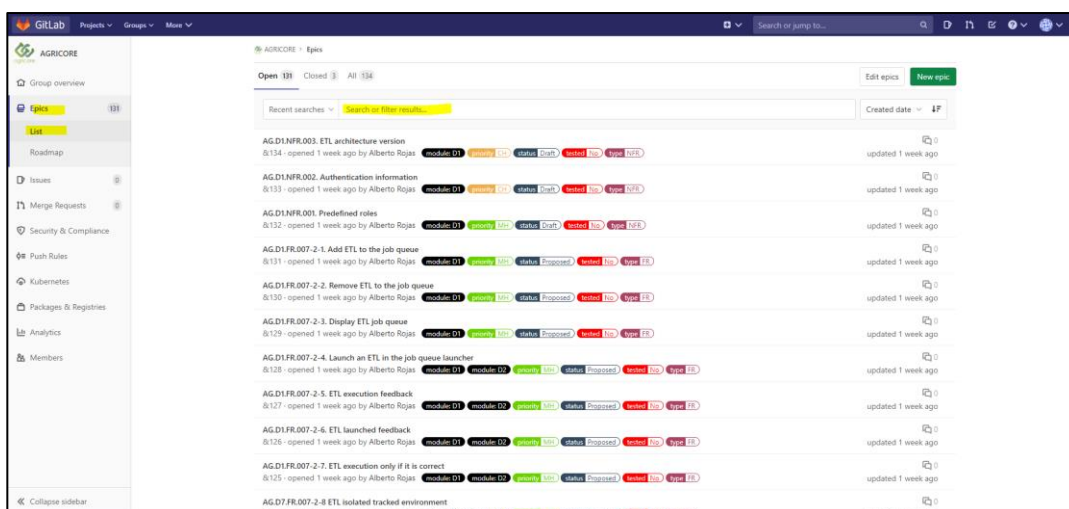 GitLab Projects Groups More Search or jump to...
AGRICORE
AGRICORE > Epics
Group overview
Epics 131
List
Roadmap
Issues 0
Merge Requests 0
Security & Compliance
Push Rules
Kubernetes
Packages & Registries
Analytics
Members
Collapse sidebar
Open 131 Closed 3 All 134 Edit epics New epic
Recent searches Search or filter results... Created date
AG.D1.NFR.003. ETL architecture version 0
&134 · opened 1 week ago by Alberto Rojas module: D1 priority CH status Draft tested No type NFR updated 1 week ago
AG.D1.NFR.002. Authentication information 0
&133 · opened 1 week ago by Alberto Rojas module: D1 priority CH status Draft tested No type NFR updated 1 week ago
AG.D1.NFR.001. Predefined roles 0
&132 · opened 1 week ago by Alberto Rojas module: D1 priority MH status Draft tested No type NFR updated 1 week ago
AG.D1.FR.007-2-1. Add ETL to the job queue 0
&131 · opened 1 week ago by Alberto Rojas module: D1 priority MH status Proposed tested No type FR updated 1 week ago
AG.D1.FR.007-2-2. Remove ETL to the job queue 0
&130 · opened 1 week ago by Alberto Rojas module: D1 priority MH status Proposed tested No type FR updated 1 week ago
AG.D1.FR.007-2-3. Display ETL job queue 0
&129 · opened 1 week ago by Alberto Rojas module: D1 priority MH status Proposed tested No type FR updated 1 week ago
AG.D1.FR.007-2-4. Launch an ETL in the job queue launcher 0
&128 · opened 1 week ago by Alberto Rojas module: D1 module: D2 priority MH status Proposed tested No type FR updated 1 week ago
AG.D1.FR.007-2-5. ETL execution feedback 0
&127 · opened 1 week ago by Alberto Rojas module: D1 module: D2 priority MH status Proposed tested No type FR updated 1 week ago
AG.D1.FR.007-2-6. ETL launched feedback 0
&126 · opened 1 week ago by Alberto Rojas module: D1 module: D2 priority MH status Proposed tested No type FR updated 1 week ago
AG.D1.FR.007-2-7. ETL execution only if it is correct 0
&125 · opened 1 week ago by Alberto Rojas module: D1 module: D2 priority MH status Proposed tested No type FR updated 1 week ago
AG.D7.FR.007-2-8 ETL isolated tracked environment 0